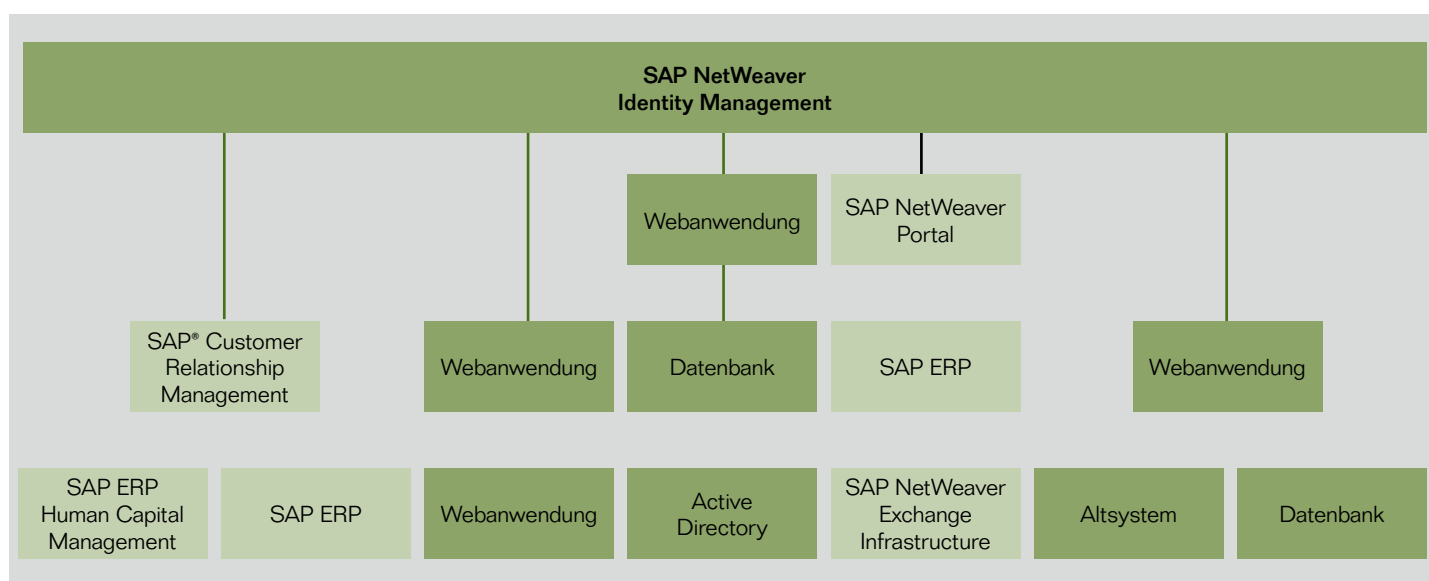 SAP NetWeaver
Identity Management
Webanwendung
SAP NetWeaver
Portal
SAP® Customer
Relationship
Management
Webanwendung
Datenbank
SAP ERP
Webanwendung
SAP ERP
Human Capital
Management
SAP ERP
Webanwendung
Active
Directory
SAP NetWeaver
Exchange
Infrastructure
Altsystem
Datenbank